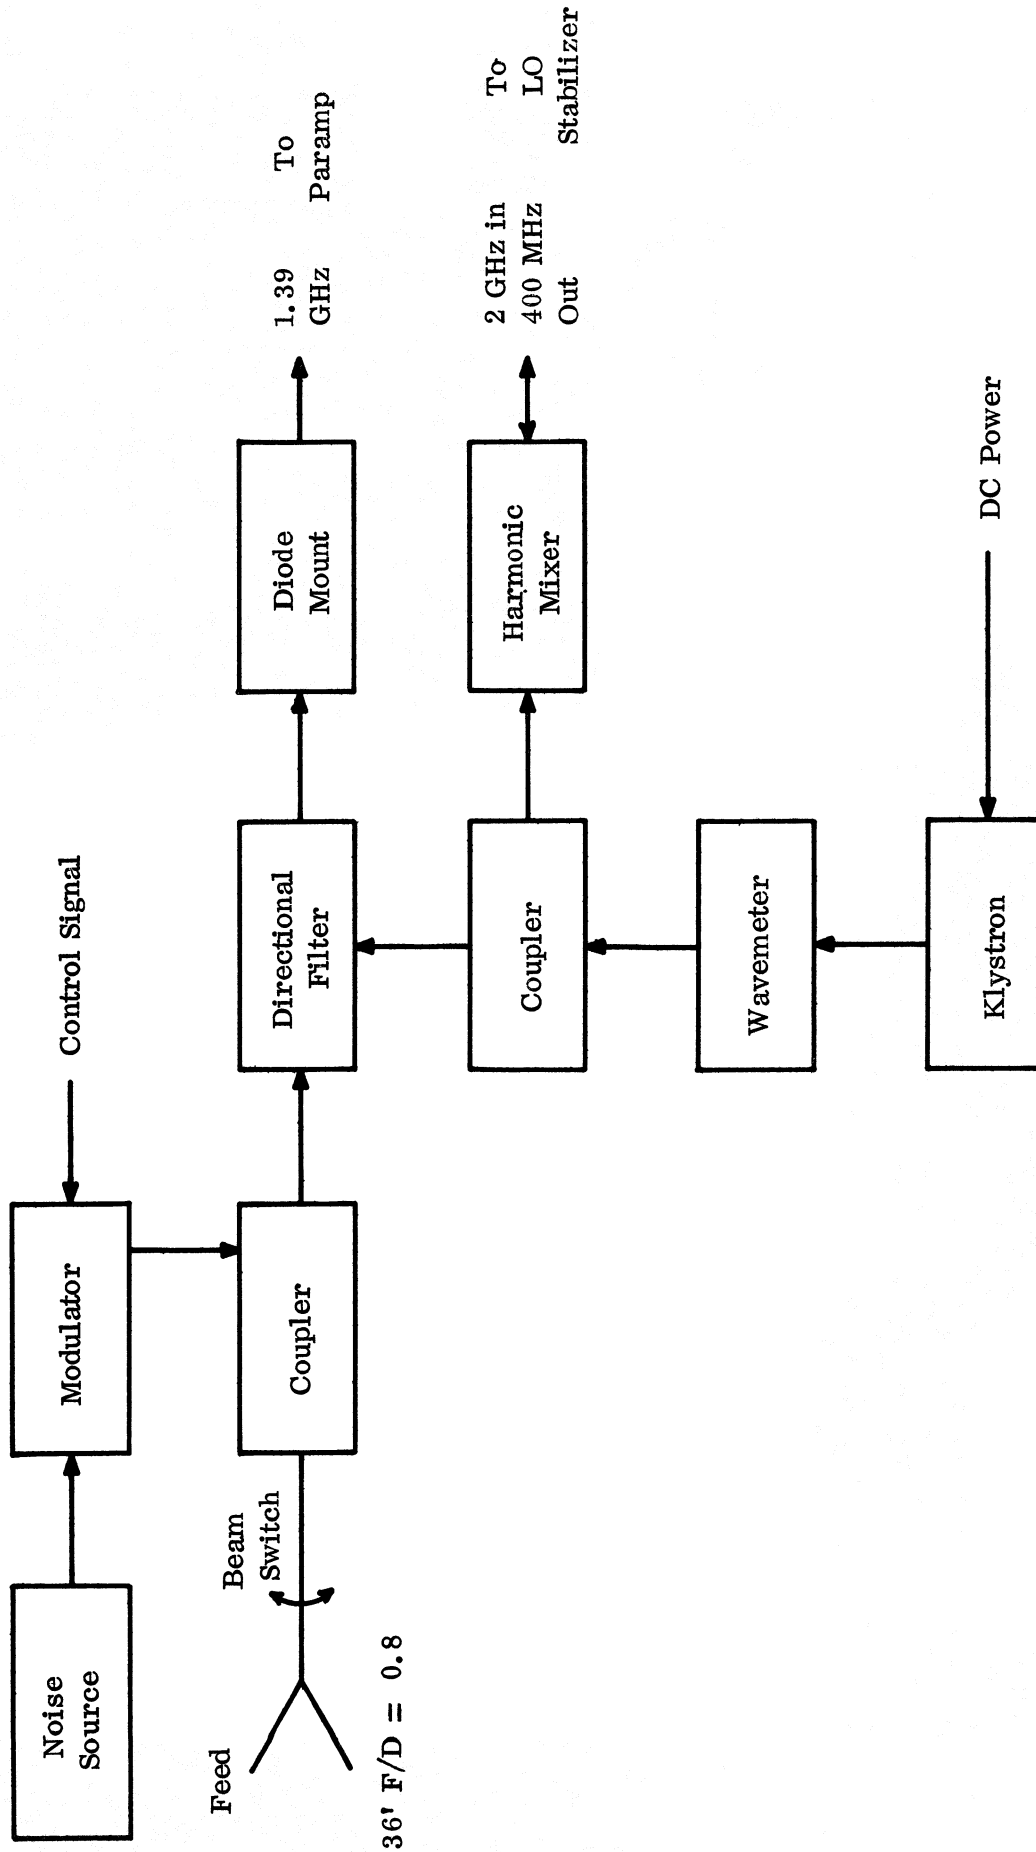 Noise
Source
Modulator
Control Signal
Feed
Beam
Switch
36' F/D = 0.8
Coupler
Directional
Filter
Diode
Mount
1.39
GHz
To
Paramp
Coupler
Harmonic
Mixer
2 GHz in
400 MHz
Out
To
LO
Stabilizer
Wavemeter
Klystron
DC Power